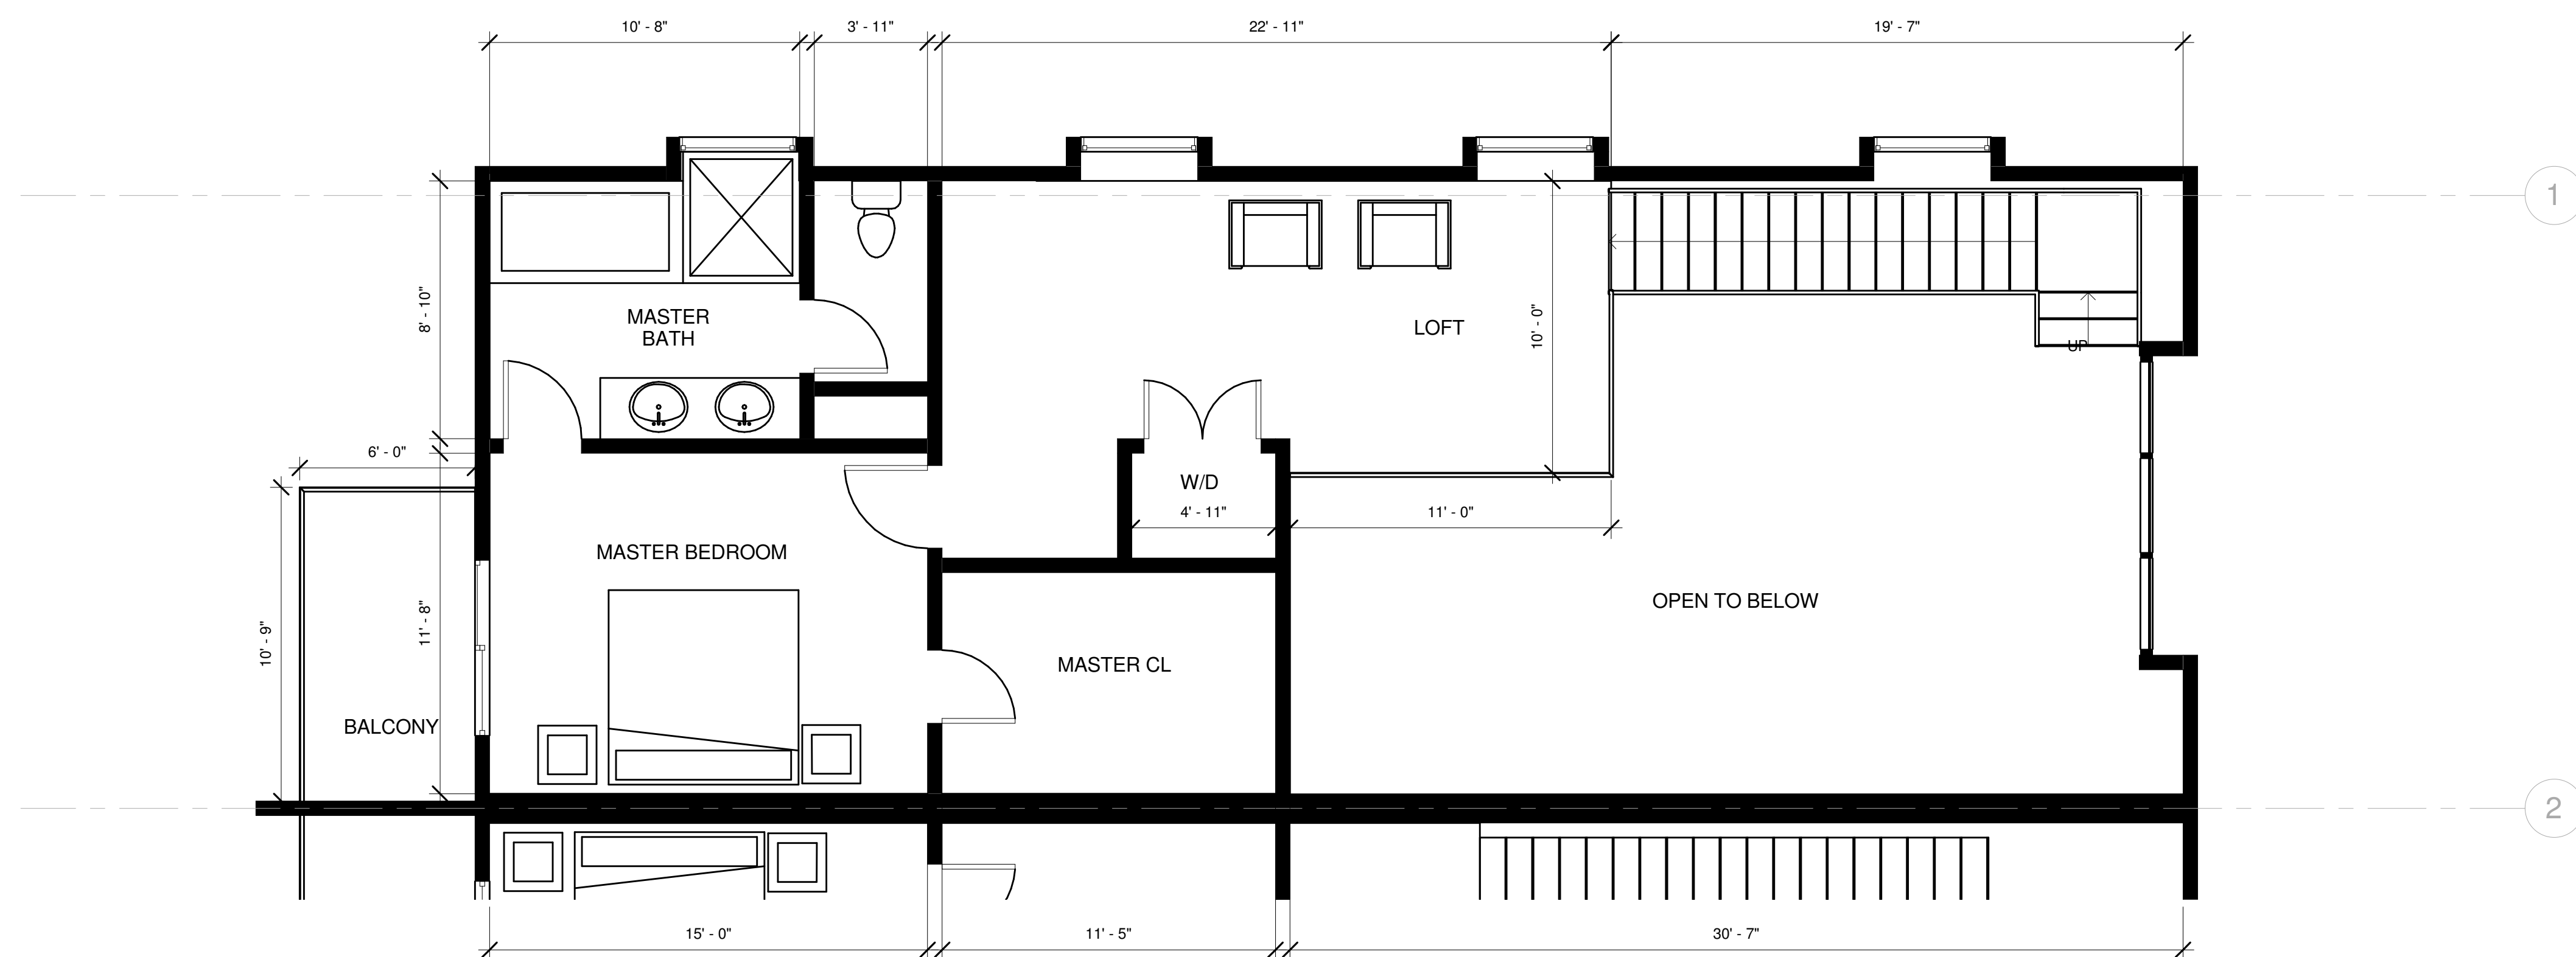 10' - 8"
3' - 11"
22' - 11"
19' - 7"
1
8' - 10"
MASTER
BATH
LOFT
10' - 0"
UP
6' - 0"
W/D
4' - 11"
11' - 0"
MASTER BEDROOM
11' - 8"
10' - 9"
OPEN TO BELOW
MASTER CL
BALCONY
2
15' - 0"
11' - 5"
30' - 7"